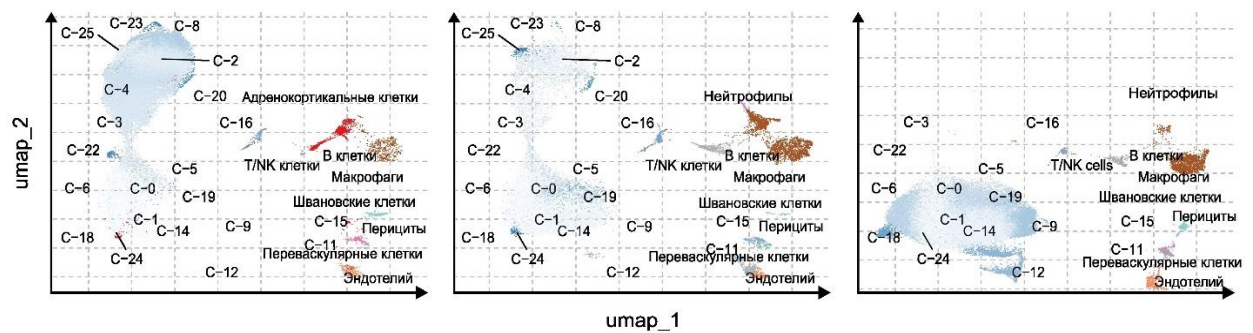 C-23
C-8
C-25
C-2
C-4
C-20
Адренокортикальные клетки
C-3
C-16
C-22
В клетки
Т/NK клетки
Макрофаги
C-5
C-6
C-0
C-19
Швановские клетки
C-1
C-15
Перициты
C-14
C-9
C-18
C-11
C-24
Переваскулярные клетки
C-12
Эндотелий
C-23
C-8
C-25
C-2
C-4
C-20
Нейтрофилы
C-3
C-16
C-22
В клетки
Т/NK клетки
Макрофаги
C-5
C-6
C-0
C-19
Швановские клетки
C-1
C-15
Перициты
C-14
C-9
C-18
C-11
C-24
Переваскулярные клетки
C-12
Эндотелий
Нейтрофилы
C-3
C-16
C-22
В клетки
T/NK cells
C-5
Макрофаги
C-6
C-0
C-19
Швановские клетки
C-1
C-15
Перициты
C-14
C-9
C-18
C-11
C-24
Переваскулярные клетки
C-12
Эндотелий
umap_2
umap_1